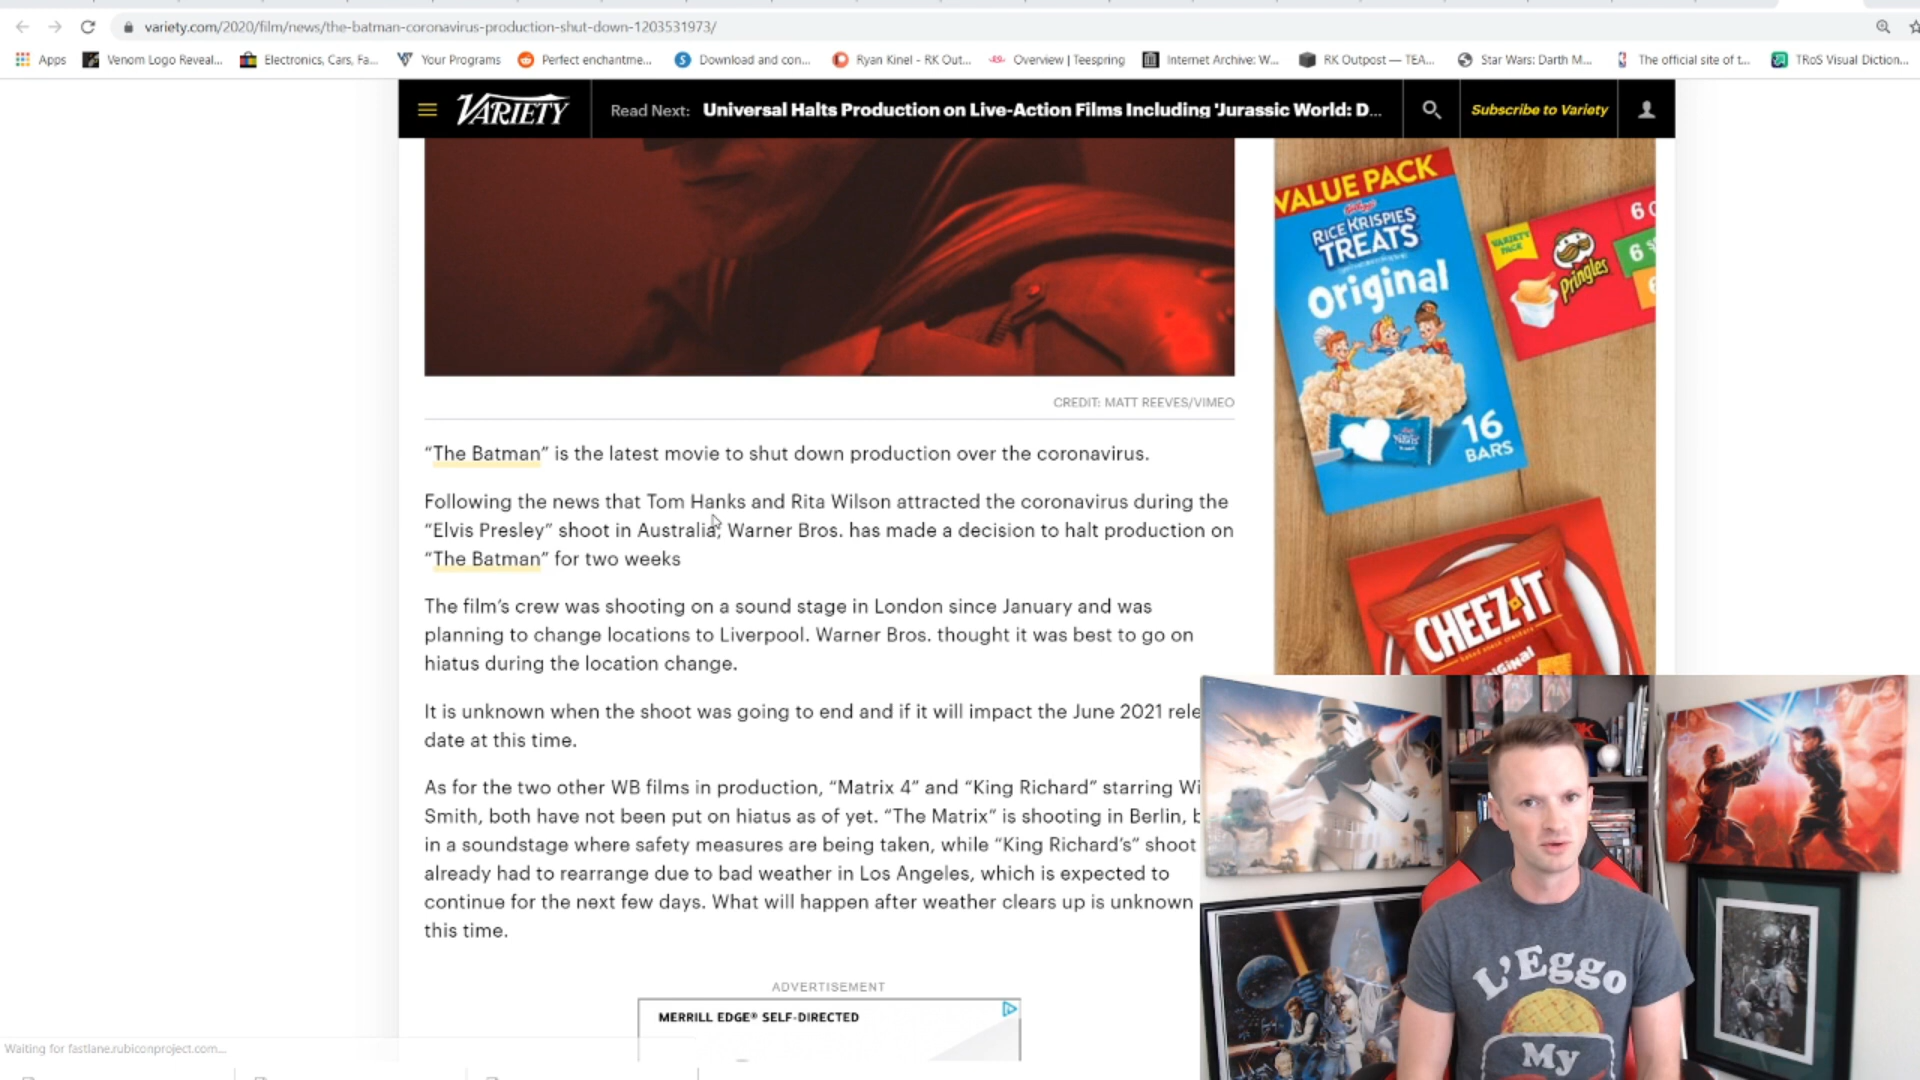 variety.com/2020/film/news/the-batman-coronavirus-production-shut-down-1203531973/
Apps
Venom Logo Reveal...
Electronics, Cars, Fa...
Your Programs
Perfect enchantme...
Download and con...
Ryan Kinel - RK Out...
Overview | Teespring
Internet Archive: W...
RK Outpost — TEA...
Star Wars: Darth M...
The official site of t...
TRoS Visual Diction...
VARIETY
Read Next: Universal Halts Production on Live-Action Films Including 'Jurassic World: D...
Subscribe to Variety
VALUE PACK
Kellogg's
RICE KRISPIES
TREATS
original
16
BARS
VARIETY
PACK
Pringles
6
6
CHEEZ-IT
ORIGINAL
CREDIT: MATT REEVES/VIMEO
“The Batman” is the latest movie to shut down production over the coronavirus.
Following the news that Tom Hanks and Rita Wilson attracted the coronavirus during the
“Elvis Presley” shoot in Australia, Warner Bros. has made a decision to halt production on
“The Batman” for two weeks
The film’s crew was shooting on a sound stage in London since January and was
planning to change locations to Liverpool. Warner Bros. thought it was best to go on
hiatus during the location change.
It is unknown when the shoot was going to end and if it will impact the June 2021 rele
date at this time.
As for the two other WB films in production, “Matrix 4” and “King Richard” starring Wi
Smith, both have not been put on hiatus as of yet. “The Matrix” is shooting in Berlin, b
in a soundstage where safety measures are being taken, while “King Richard’s” shoot
already had to rearrange due to bad weather in Los Angeles, which is expected to
continue for the next few days. What will happen after weather clears up is unknown
this time.
ADVERTISEMENT
MERRILL EDGE® SELF-DIRECTED
Waiting for fastlane.rubiconproject.com...
L'Eggo
My